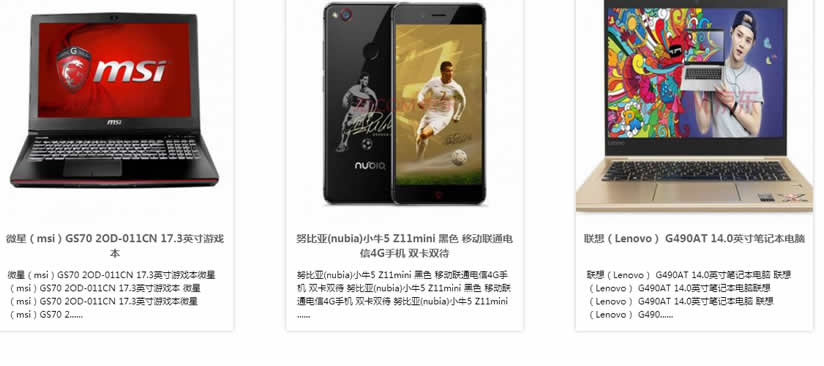 msi
msi
nubia
Lenovo
微星（msi）GS70 2OD-011CN 17.3英寸游戏
本
努比亚(nubia)小牛5 Z11mini 黑色 移动联通电
信4G手机 双卡双待
联想（Lenovo） G490AT 14.0英寸笔记本电脑
微星（msi）GS70 2OD-011CN 17.3英寸游戏本微星
（msi）GS70 2OD-011CN 17.3英寸游戏本 微星
（msi）GS70 2OD-011CN 17.3英寸游戏本微星
（msi）GS70 2......
努比亚(nubia)小牛5 Z11mini 黑色 移动联通电信4G手
机 双卡双待 努比亚(nubia)小牛5 Z11mini 黑色 移动联
通电信4G手机 双卡双待 努比亚(nubia)小牛5 Z11mini
......
联想（Lenovo） G490AT 14.0英寸笔记本电脑 联想
（Lenovo） G490AT 14.0英寸笔记本电脑联想
（Lenovo） G490AT 14.0英寸笔记本电脑 联想
（Lenovo） G490......